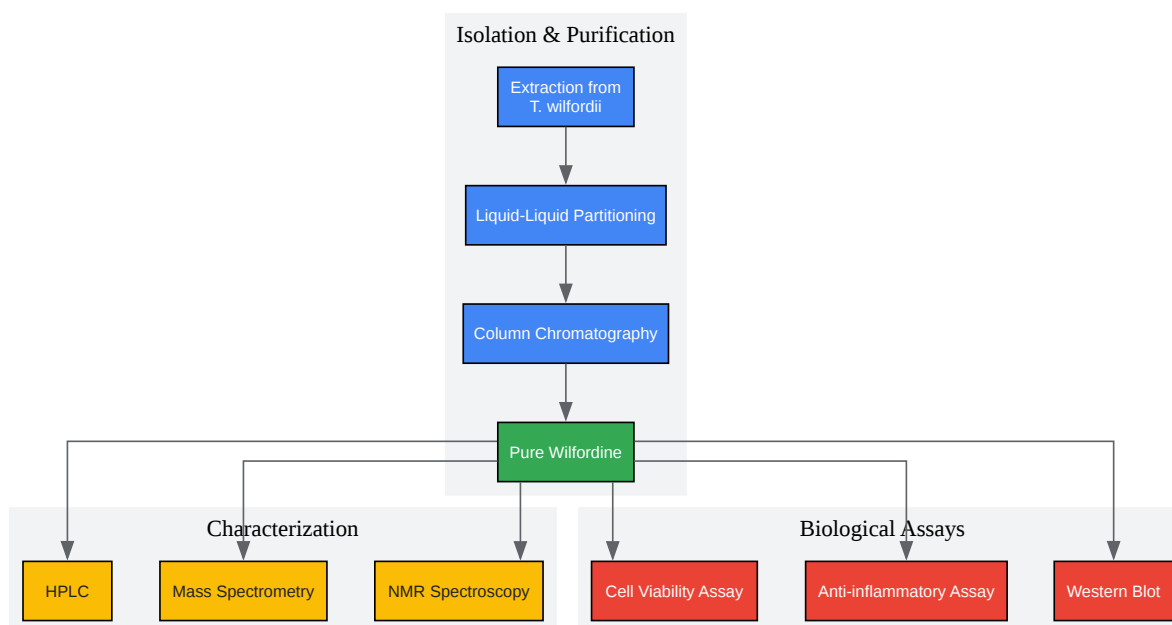 Isolation & Purification
Extraction from
T. wilfordii
Liquid-Liquid Partitioning
Column Chromatography
Pure Wilfordine
Characterization
Biological Assays
HPLC
Mass Spectrometry
NMR Spectroscopy
Cell Viability Assay
Anti-inflammatory Assay
Western Blot